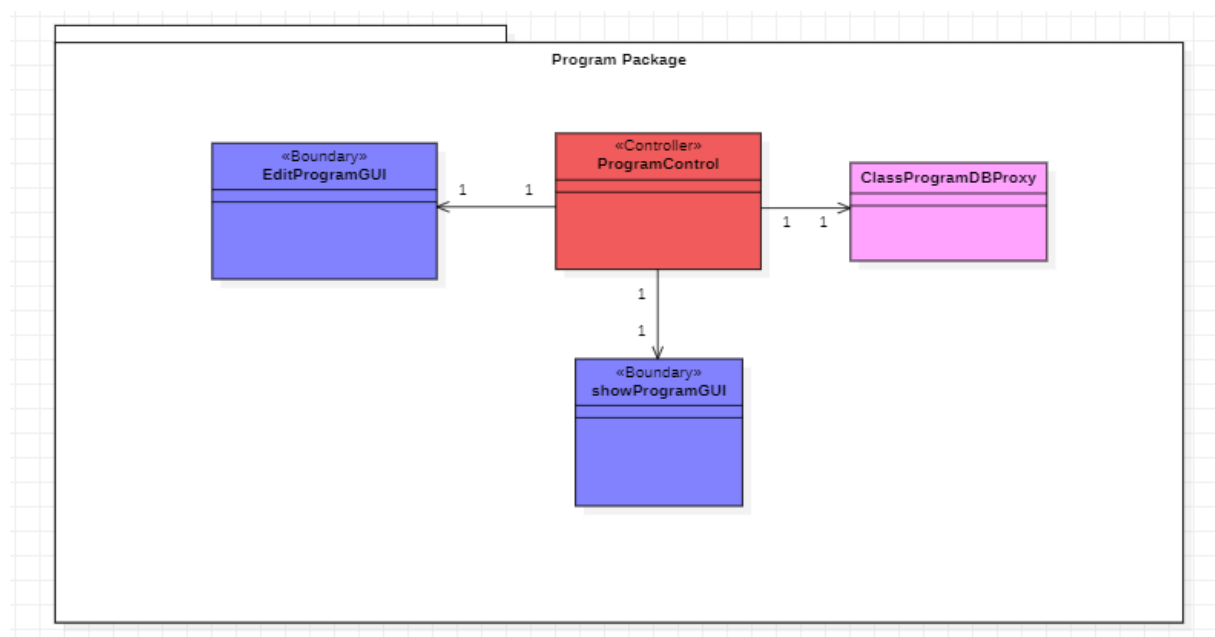 Program Package
«Boundary»
EditProgramGUI
1
1
«Controller»
ProgramControl
ClassProgramDBProxy
1
1
1
1
«Boundary»
showProgramGUI